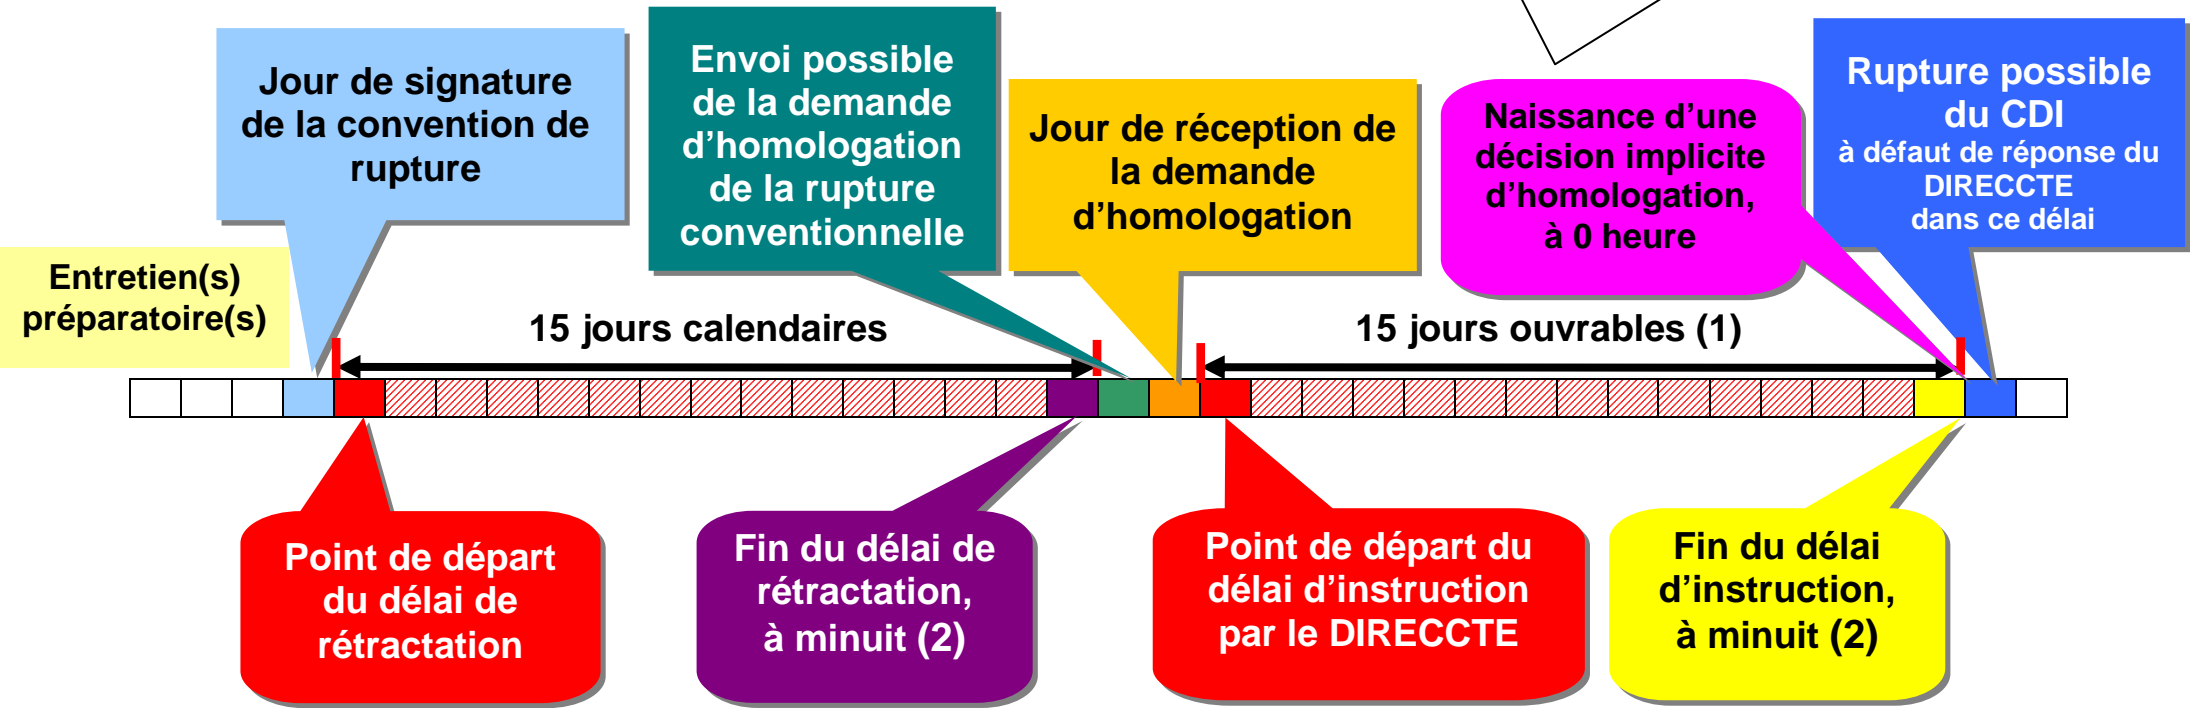 Jour de signature
de la convention de
rupture
Envoi possible
de la demande
d’homologation
de la rupture
conventionnelle
Jour de réception de
la demande
d’homologation
Naissance d’une
décision implicite
d’homologation,
à 0 heure
Rupture possible
du CDI
à défaut de réponse du
DIRECCTE
dans ce délai
Entretien(s)
préparatoire(s)
15 jours calendaires
15 jours ouvrables (1)
Point de départ
du délai de
rétractation
Fin du délai de
rétractation,
à minuit (2)
Point de départ du
délai d’instruction
par le DIRECCTE
Fin du délai
d’instruction,
à minuit (2)